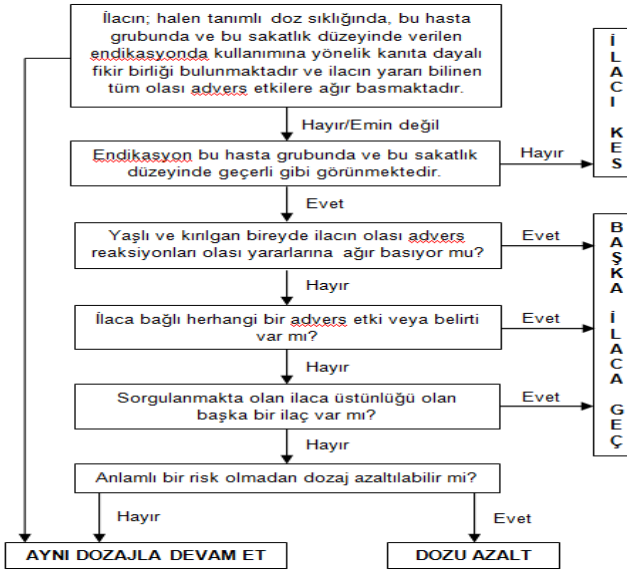 İlacın; halen tanımlı doz sıklığında, bu hasta
grubunda ve bu sakatlık düzeyinde verilen
endikasyonda kullanımına yönelik kanıta dayalı
fikir birliği bulunmaktadır ve ilacın yararı bilinen
tüm olası advers etkilere ağır basmaktadır.
Hayır/Emin değil
Endikasyon bu hasta grubunda ve bu sakatlık
düzeyinde geçerli gibi görünmektedir.
Hayır
İLACI KES
Evet
Yaşlı ve kırılgan bireyde ilacın olası advers
reaksiyonları olası yararlarına ağır basıyor mu?
Evet
BAŞKA İLACA GEÇ
Hayır
İlaca bağlı herhangi bir advers etki veya belirti
var mı?
Evet
Hayır
Sorgulanmakta olan ilaca üstünlüğü olan
başka bir ilaç var mı?
Evet
Hayır
Anlamlı bir risk olmadan dozaj azaltılabilir mi?
Hayır
Evet
AYNI DOZAJLA DEVAM ET
DOZU AZALT